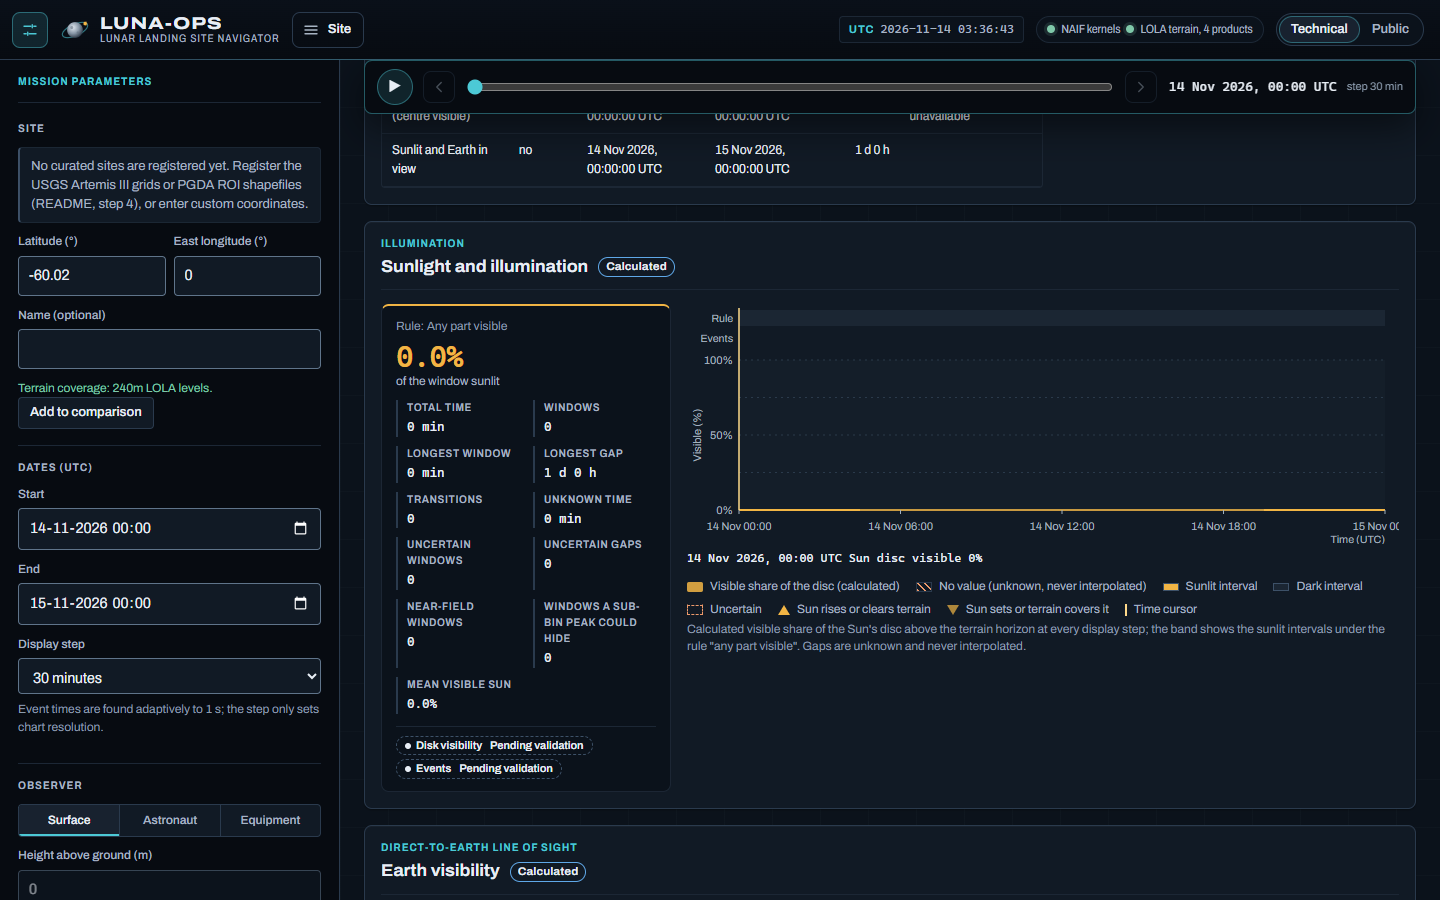 LUNA-OPS
LUNAR LANDING SITE NAVIGATOR
Site
UTC 2026-11-14 03:36:43
NAIF kernels
LOLA terrain, 4 products
Technical
Public
MISSION PARAMETERS
SITE
No curated sites are registered yet. Register the
USGS Artemis III grids or PGDA ROI shapefiles
(README, step 4), or enter custom coordinates.
Latitude (°)
East longitude (°)
-60.02
0
Name (optional)
Terrain coverage: 240m LOLA levels.
Add to comparison
DATES (UTC)
Start
14-11-2026 00:00
End
15-11-2026 00:00
Display step
30 minutes
Event times are found adaptively to 1 s; the step only sets
chart resolution.
OBSERVER
Surface
Astronaut
Equipment
Height above ground (m)
0
14 Nov 2026, 00:00 UTC
step 30 min
(centre visible)
00:00:00 UTC
00:00:00 UTC
unavailable
Sunlit and Earth in
view
no
14 Nov 2026,
00:00:00 UTC
15 Nov 2026,
00:00:00 UTC
1 d 0 h
ILLUMINATION
Sunlight and illumination
Calculated
Rule: Any part visible
0.0%
of the window sunlit
TOTAL TIME
0 min
WINDOWS
0
LONGEST WINDOW
0 min
LONGEST GAP
1 d 0 h
TRANSITIONS
0
UNKNOWN TIME
0 min
UNCERTAIN
WINDOWS
0
UNCERTAIN GAPS
0
NEAR-FIELD
WINDOWS
0
WINDOWS A SUB-
BIN PEAK COULD
HIDE
0
MEAN VISIBLE SUN
0.0%
Disk visibility Pending validation
Events Pending validation
Rule
Events
100%
50%
0%
Visible (%)
14 Nov 00:00
14 Nov 06:00
14 Nov 12:00
14 Nov 18:00
15 Nov 00
Time (UTC)
14 Nov 2026, 00:00 UTC Sun disc visible 0%
Visible share of the disc (calculated)
No value (unknown, never interpolated)
Sunlit interval
Dark interval
Uncertain
Sun rises or clears terrain
Sun sets or terrain covers it
Time cursor
Calculated visible share of the Sun's disc above the terrain horizon at every display step; the band shows the sunlit intervals under the
rule "any part visible". Gaps are unknown and never interpolated.
DIRECT-TO-EARTH LINE OF SIGHT
Earth visibility
Calculated